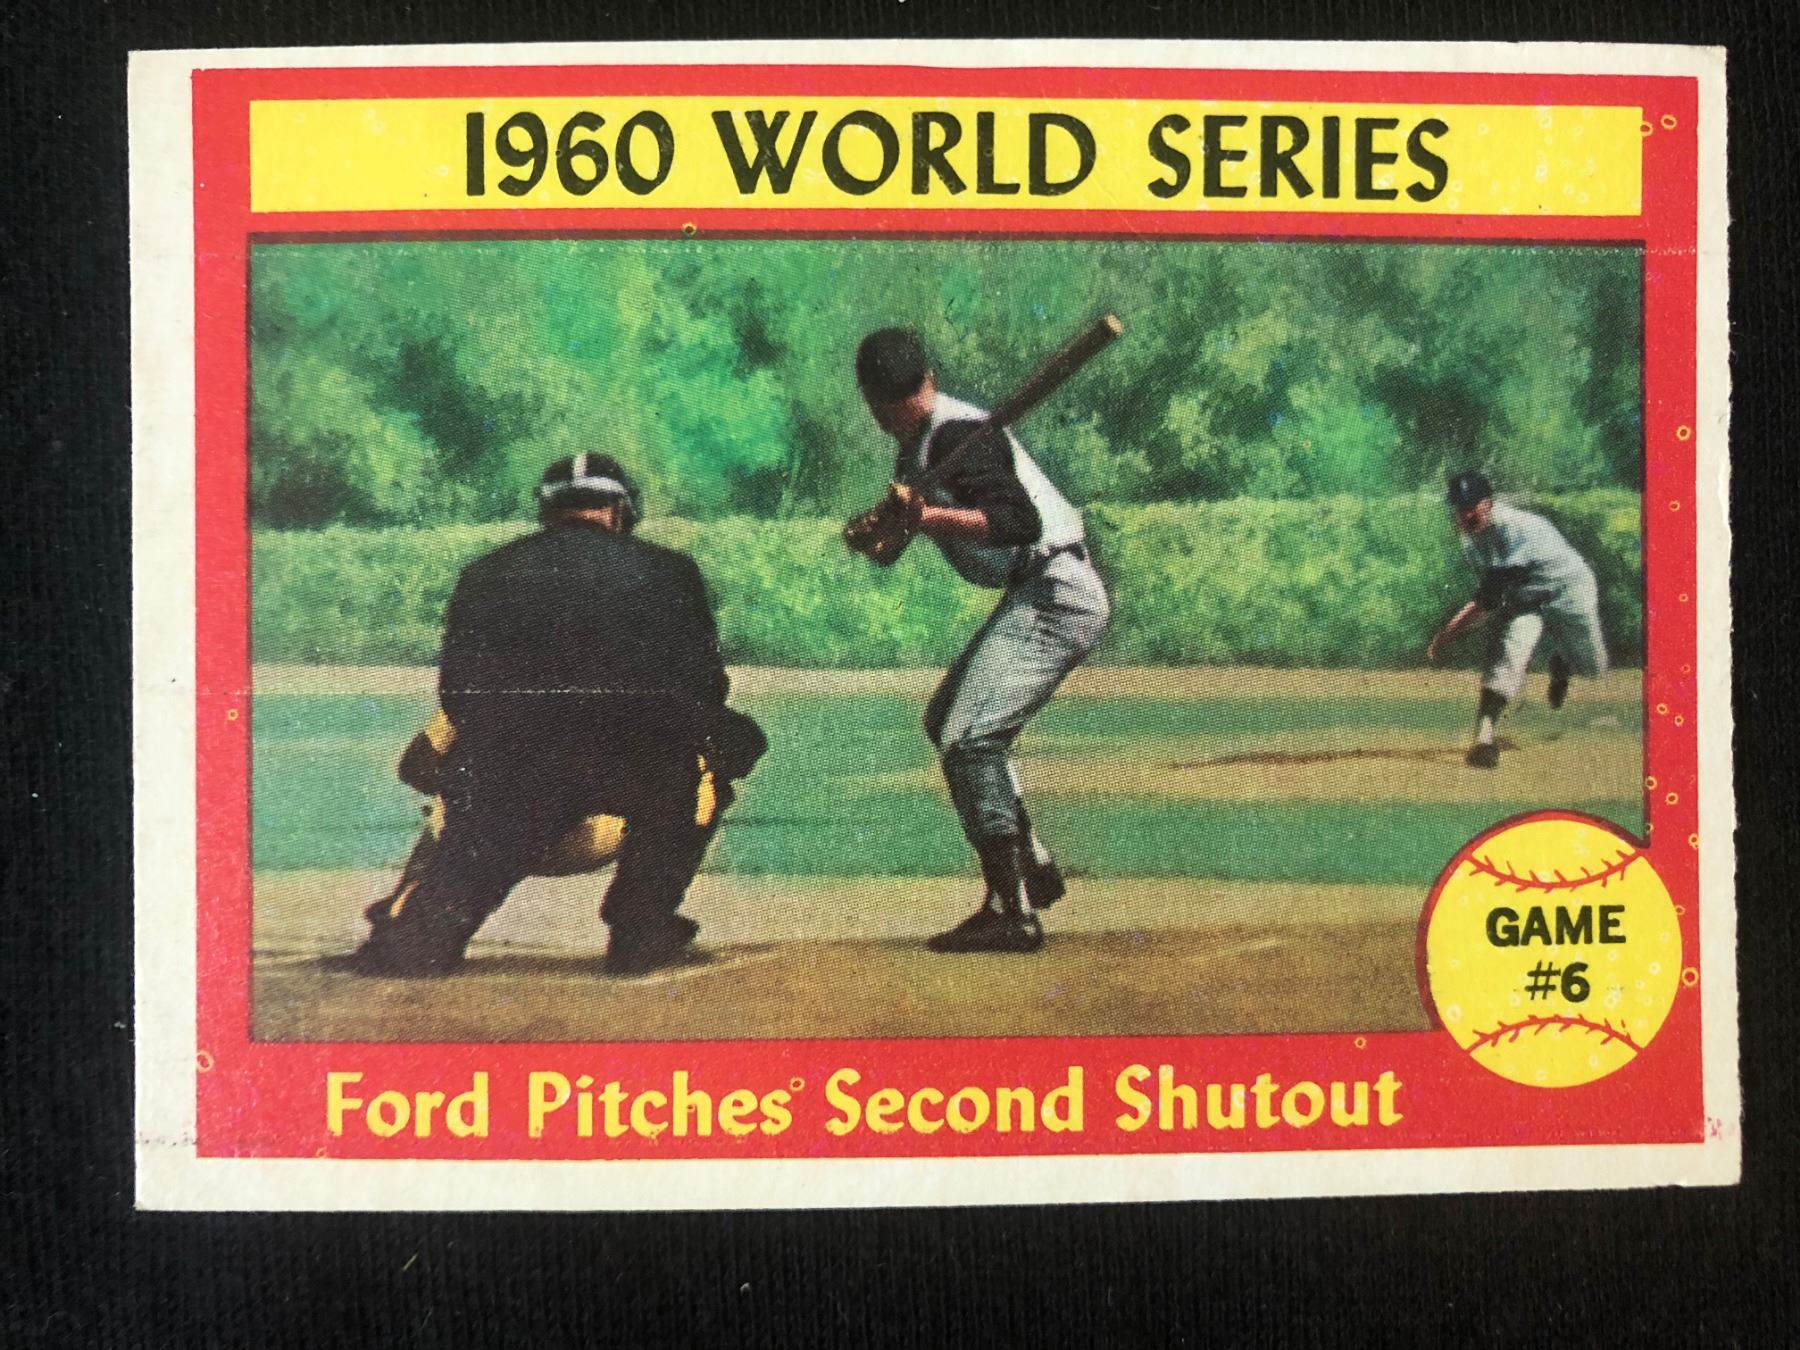 1960 WORLD SERIES
GAME
#6
Ford Pitches Second Shutout